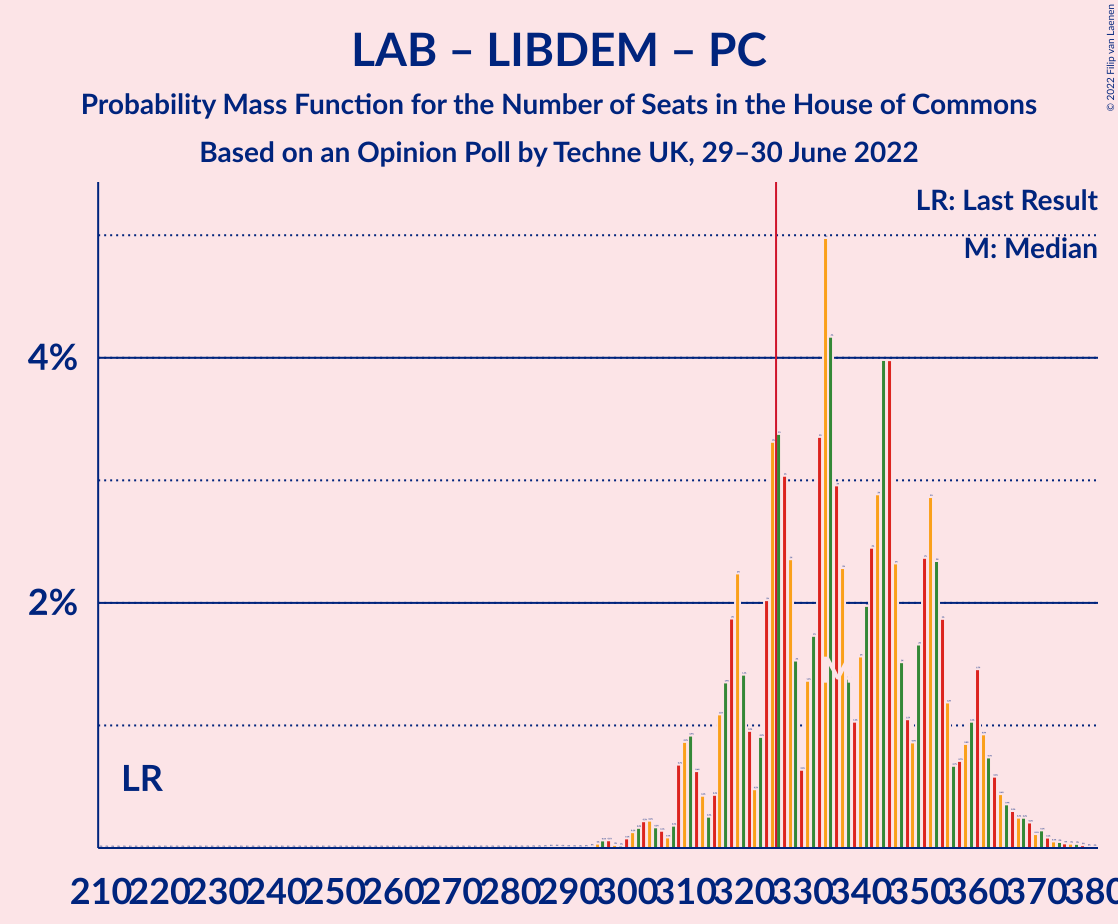 LAB – LIBDEM – PC
Probability Mass Function for the Number of Seats in the House of Commons
Based on an Opinion Poll by Techne UK, 29–30 June 2022
© 2022 Filip van Laenen
LR: Last Result
M: Median
4%
2%
LR
M
210 220 230 240 250 260 270 280 290 300 310 320 330 340 350 360 370 380